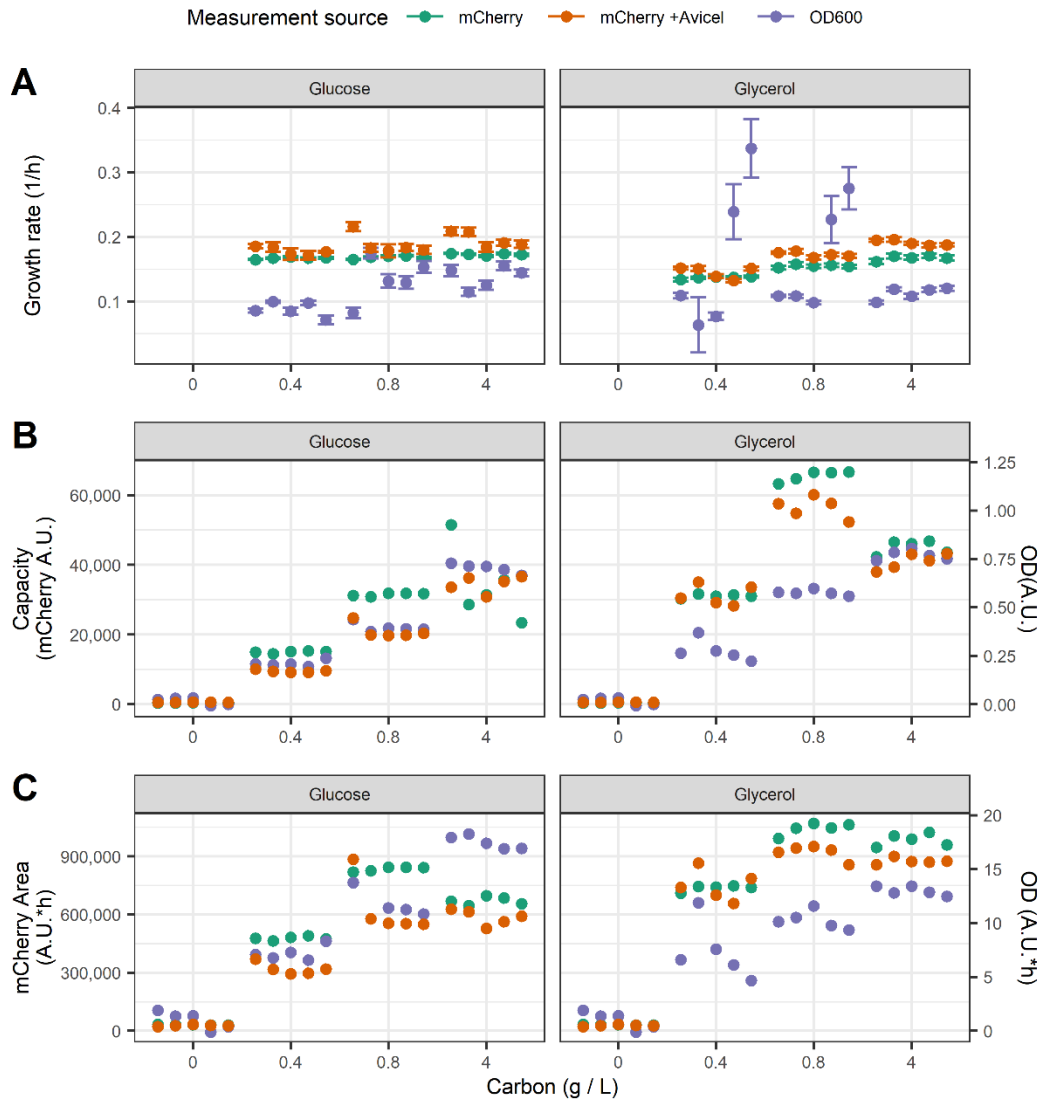 Measurement source mCherry mCherry +Avicel OD600
A
Glucose Glycerol
Growth rate (1/h)
0.4
0.3
0.2
0.1
0 0.4 0.8 4 0 0.4 0.8 4
B
Glucose Glycerol
Capacity
(mCherry A.U.)
60,000
40,000
20,000
0
1.25
1.00
0.75
0.50
0.25
0.00
OD(A.U.)
0 0.4 0.8 4 0 0.4 0.8 4
C
Glucose Glycerol
mCherry Area
(A.U.*h)
900,000
600,000
300,000
0
20
15
10
5
0
OD (A.U.*h)
0 0.4 0.8 4 0 0.4 0.8 4
Carbon (g / L)